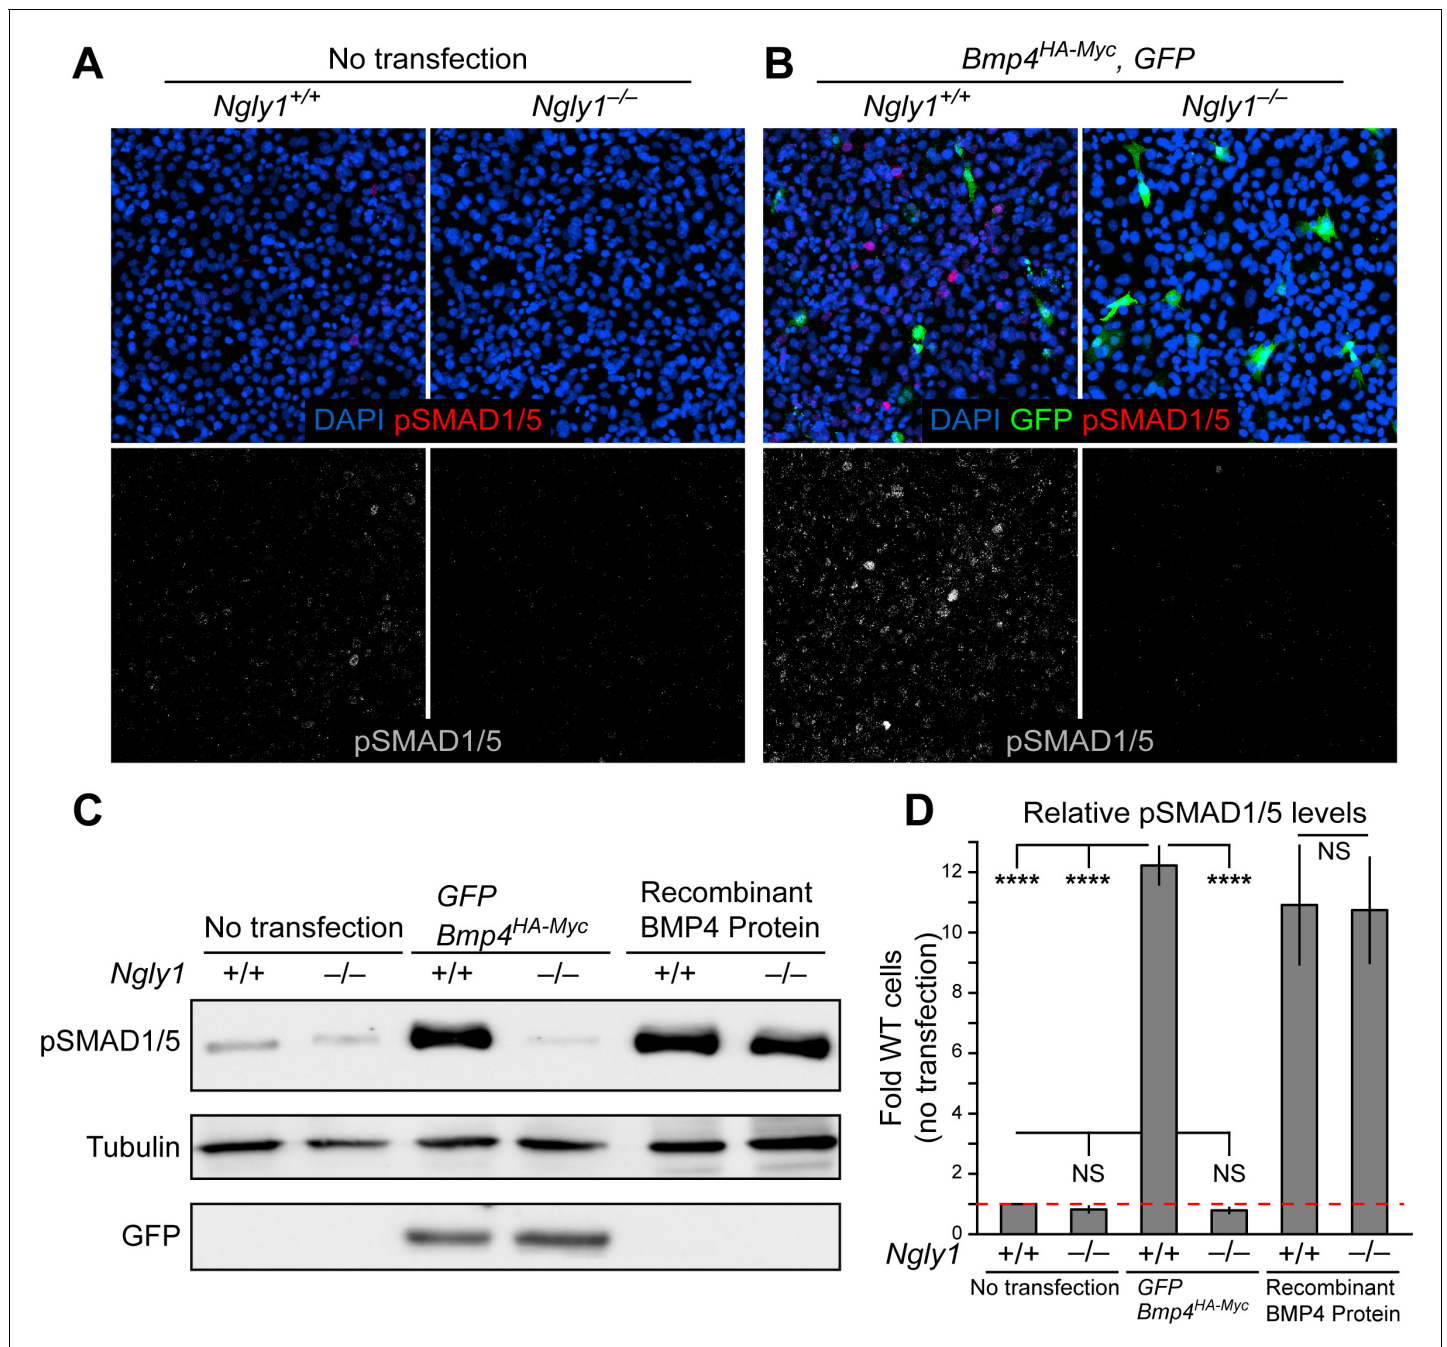 A
No transfection
Ngly1+/+ Ngly1–/–
DAPI pSMAD1/5
pSMAD1/5
B
Bmp4HA-Myc, GFP
Ngly1+/+ Ngly1–/–
DAPI GFP pSMAD1/5
pSMAD1/5
C
No transfection
GFP
Bmp4HA-Myc
Recombinant
BMP4 Protein
Ngly1 +/+ –/– +/+ –/– +/+ –/–
pSMAD1/5
Tubulin
GFP
D
Relative pSMAD1/5 levels
Fold WT cells
(no transfection)
12
10
8
6
4
2
0
**** **** **** NS
NS NS
Ngly1 +/+ –/– +/+ –/– +/+ –/–
No transfection
GFP
Bmp4HA-Myc
Recombinant
BMP4 Protein